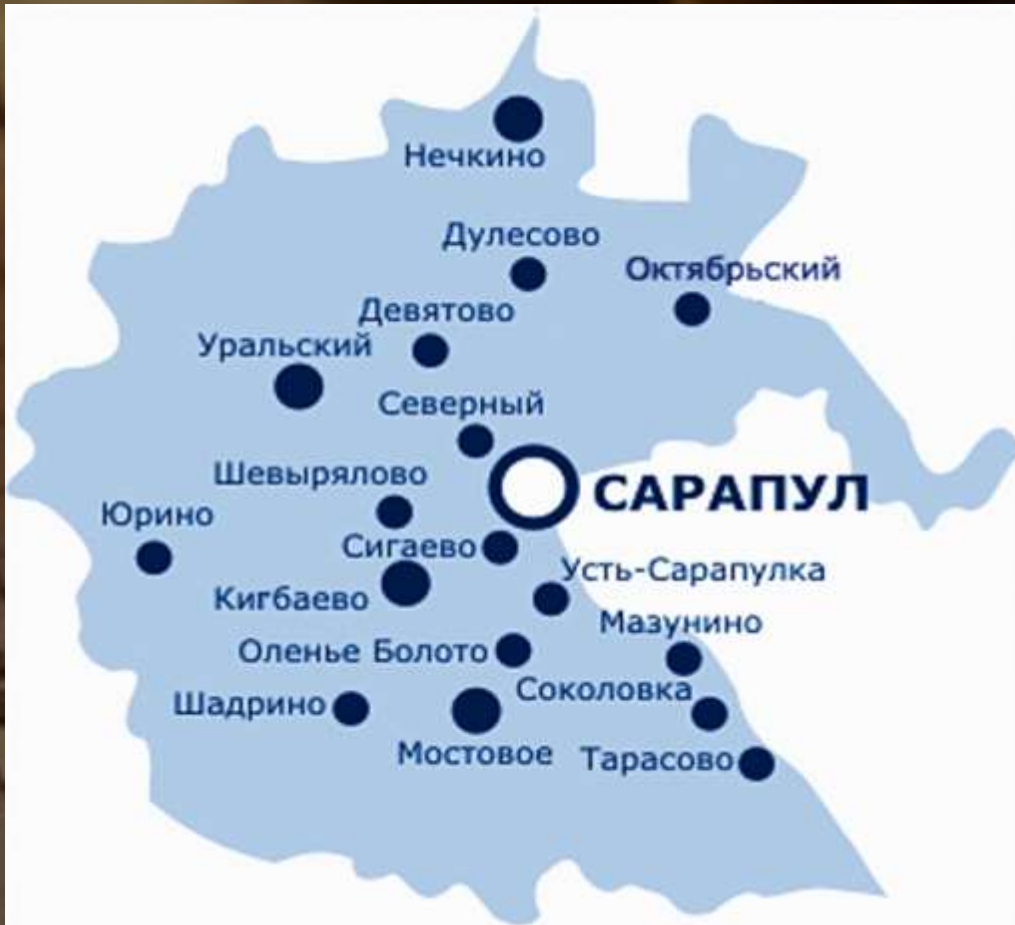 Нечкино
Дулесово
Октябрьский
Девятово
Уральский
Северный
Шевырялово
САРАПУЛ
Юрино
Сигаево
Усть-Сарапулка
Кигбаево
Мазунино
Оленье Болото
Соколовка
Шадрино
Мостовое
Тарасово